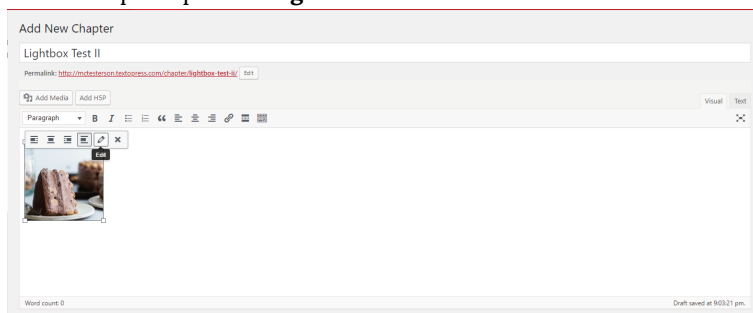 Add New Chapter
Lightbox Test II
Permalink: http://mctesterson.textopress.com/chapter/lightbox-test-ii/ Edit
Add Media Add H5P
Visual Text
Paragraph B I
Edit
Word count: 0
Draft saved at 9:03:21 pm.